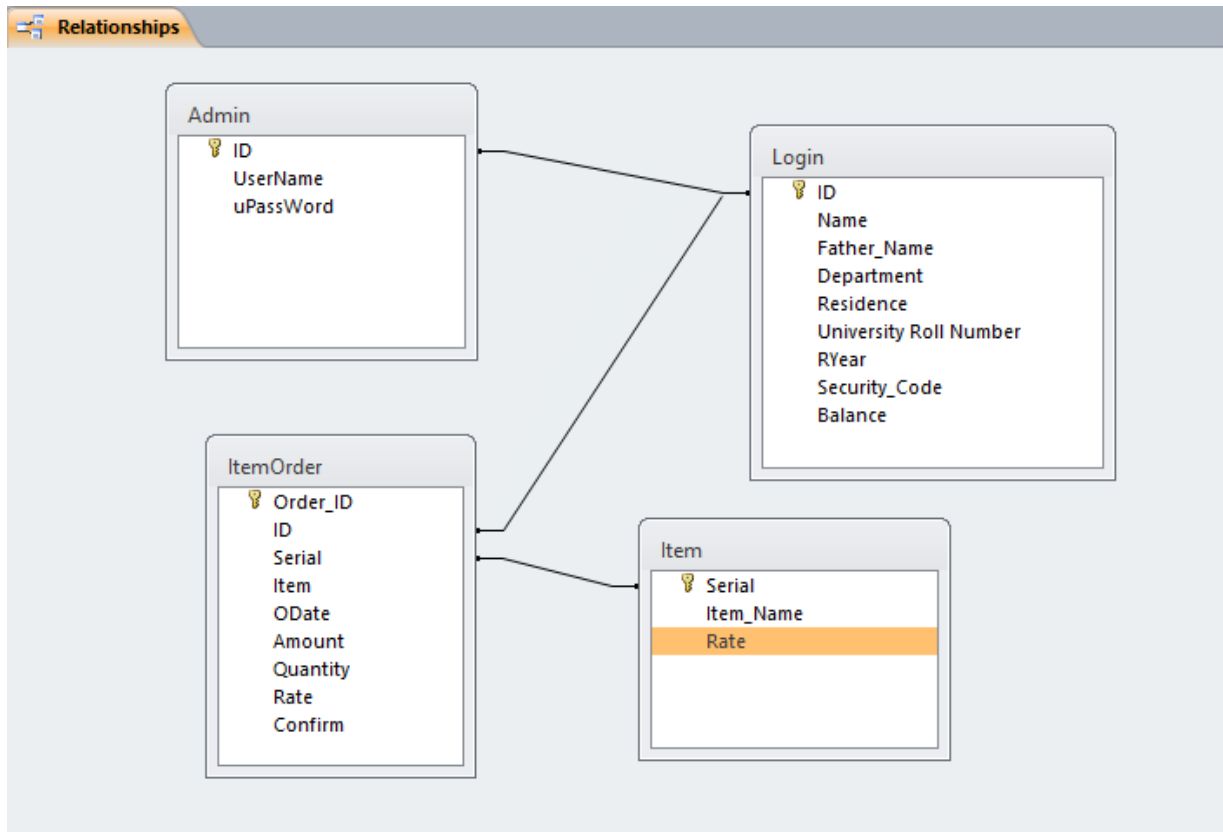 Relationships
Admin
ID
UserName
uPassWord
Login
ID
Name
Father_Name
Department
Residence
University Roll Number
RYear
Security_Code
Balance
ItemOrder
Order_ID
ID
Serial
Item
ODate
Amount
Quantity
Rate
Confirm
Item
Serial
Item_Name
Rate